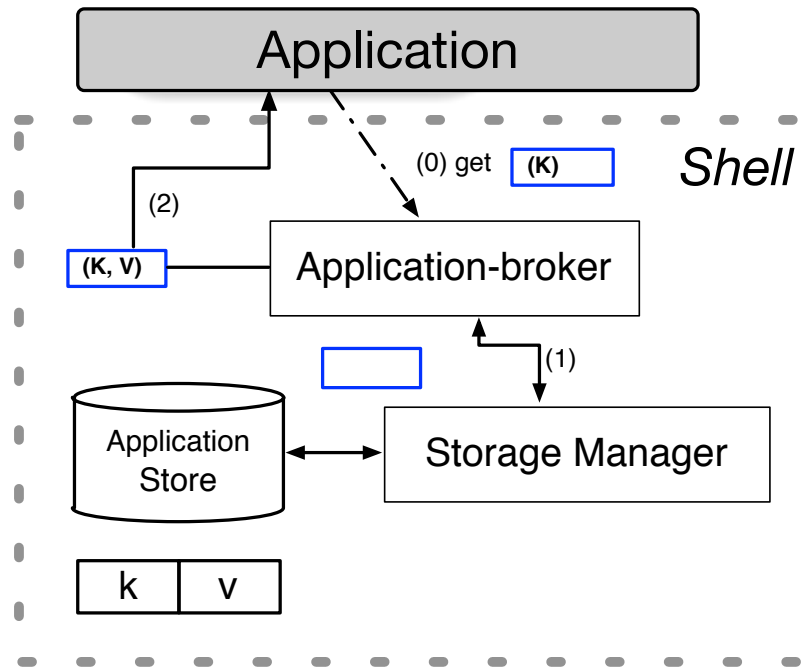 Application
(0) get
(K)
Shell
(2)
(K, V)
Application-broker
(1)
Application
Store
Storage Manager
k
v